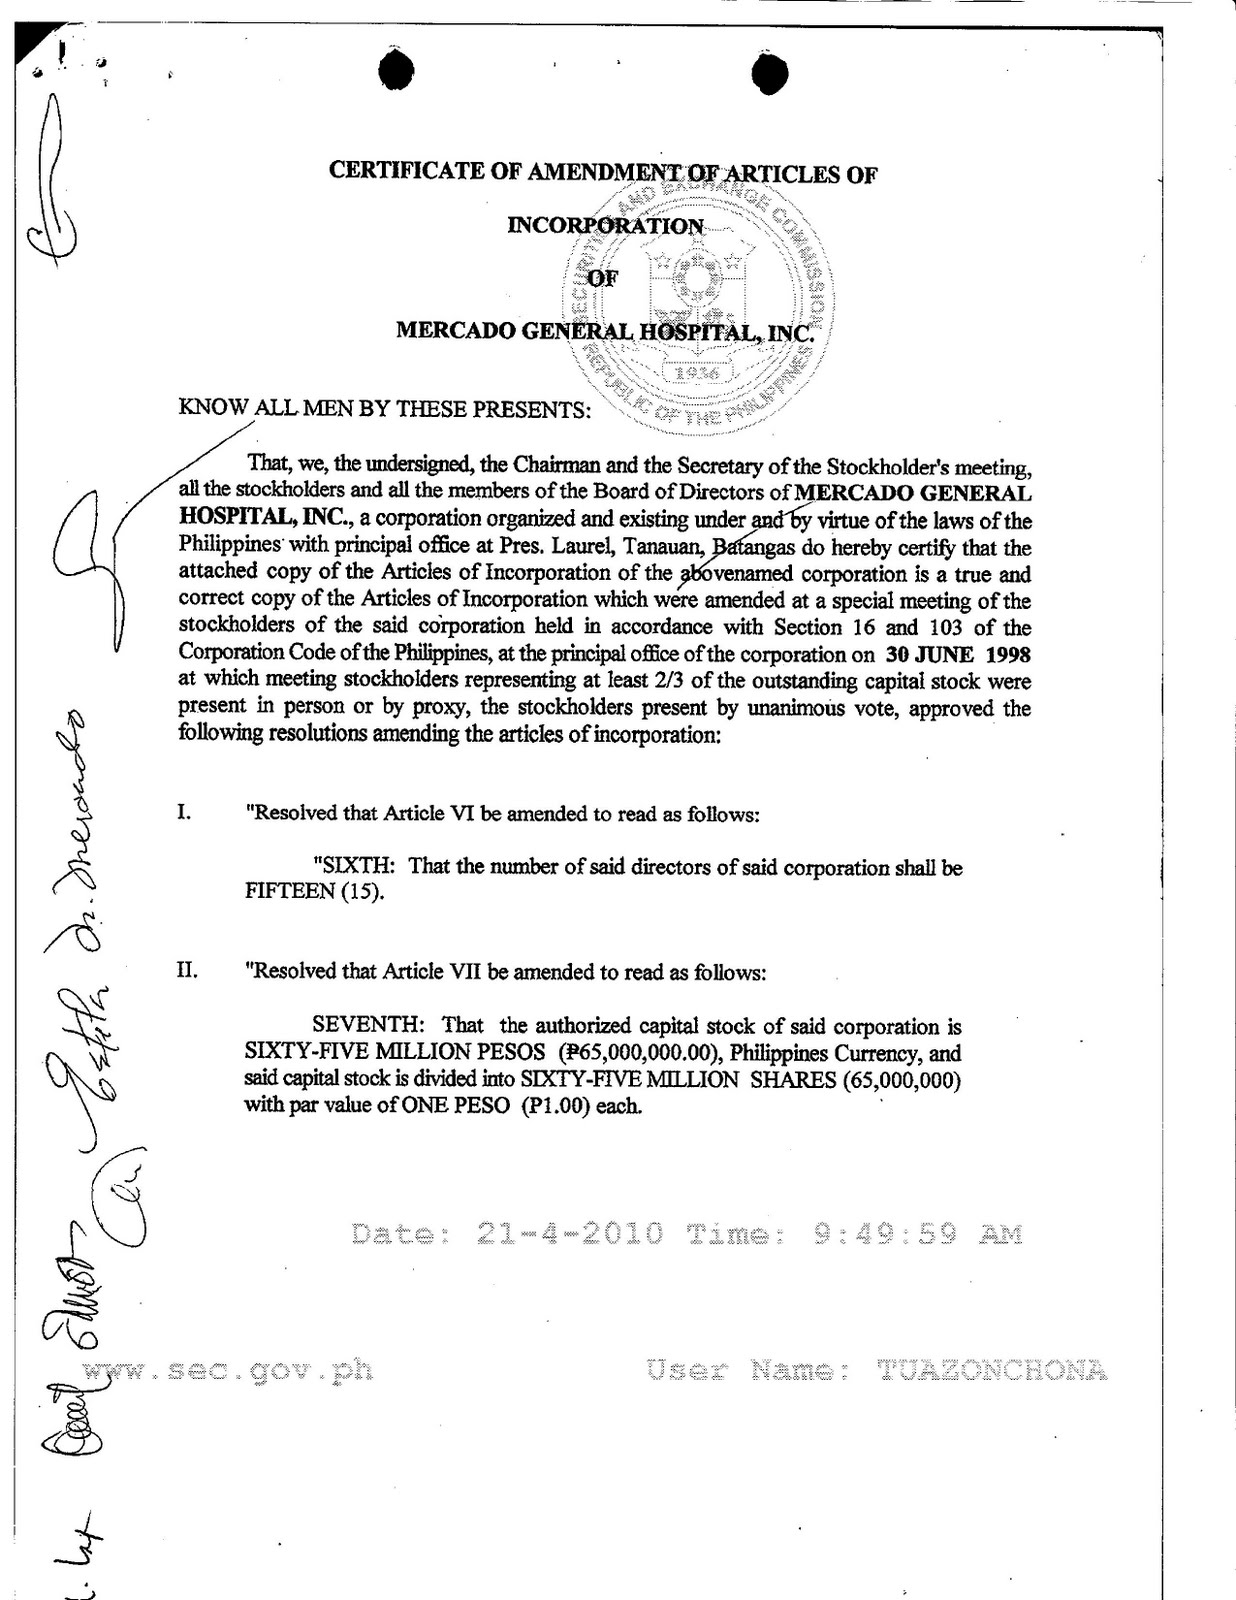 CERTIFICATE OF AMENDMENT OF ARTICLES OF
INCORPORATION
OF
MERCADO GENERAL HOSPITAL, INC.
SECURITIES AND EXCHANGE COMMISSION
1936
REPUBLIC OF THE PHILIPPINES
KNOW ALL MEN BY THESE PRESENTS:
That, we, the undersigned, the Chairman and the Secretary of the Stockholder's meeting,
all the stockholders and all the members of the Board of Directors of MERCADO GENERAL
HOSPITAL, INC., a corporation organized and existing under and by virtue of the laws of the
Philippines with principal office at Pres. Laurel, Tanauan, Batangas do hereby certify that the
attached copy of the Articles of Incorporation of the abovenamed corporation is a true and
correct copy of the Articles of Incorporation which were amended at a special meeting of the
stockholders of the said corporation held in accordance with Section 16 and 103 of the
Corporation Code of the Philippines, at the principal office of the corporation on 30 JUNE 1998
at which meeting stockholders representing at least 2/3 of the outstanding capital stock were
present in person or by proxy, the stockholders present by unanimous vote, approved the
following resolutions amending the articles of incorporation:
I. "Resolved that Article VI be amended to read as follows:
"SIXTH: That the number of said directors of said corporation shall be
FIFTEEN (15).
II. "Resolved that Article VII be amended to read as follows:
SEVENTH: That the authorized capital stock of said corporation is
SIXTY-FIVE MILLION PESOS (₱65,000,000.00), Philippines Currency, and
said capital stock is divided into SIXTY-FIVE MILLION SHARES (65,000,000)
with par value of ONE PESO (P1.00) each.
Date: 21-4-2010 Time: 9:49:59 AM
www.sec.gov.ph User Name: TUAZONCHONA